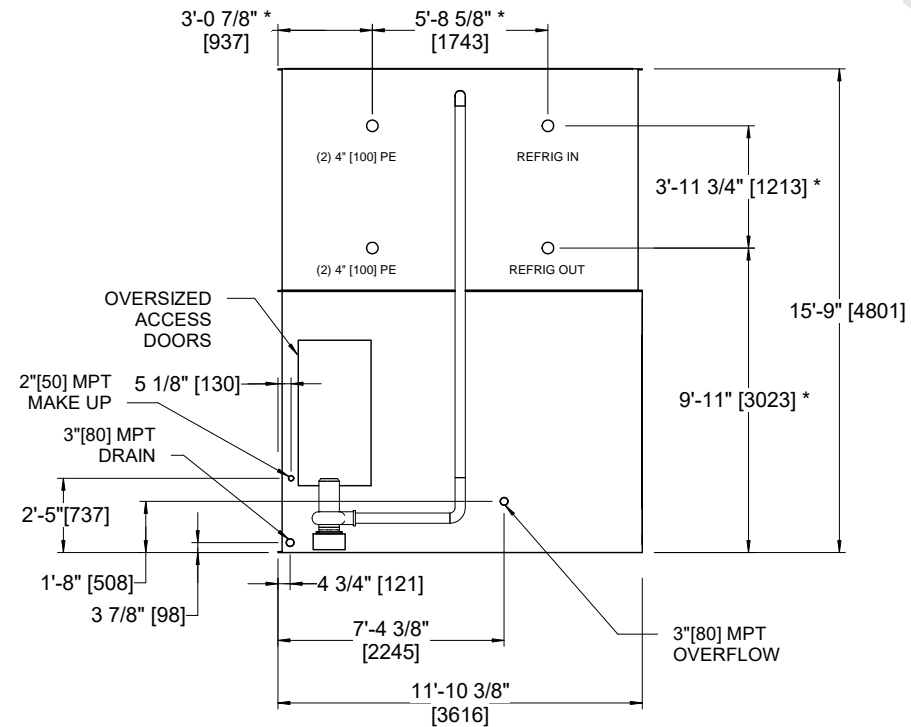 3'-0 7/8" *
[937]
5'-8 5/8" *
[1743]
(2) 4" [100] PE
REFRIG IN
3'-11 3/4" [1213] *
(2) 4" [100] PE
REFRIG OUT
OVERSIZED
ACCESS
DOORS
15'-9" [4801]
2"[50] MPT
MAKE UP
5 1/8" [130]
9'-11" [3023] *
3"[80] MPT
DRAIN
2'-5"[737]
1'-8" [508]
4 3/4" [121]
3 7/8" [98]
7'-4 3/8"
[2245]
3"[80] MPT
OVERFLOW
11'-10 3/8"
[3616]